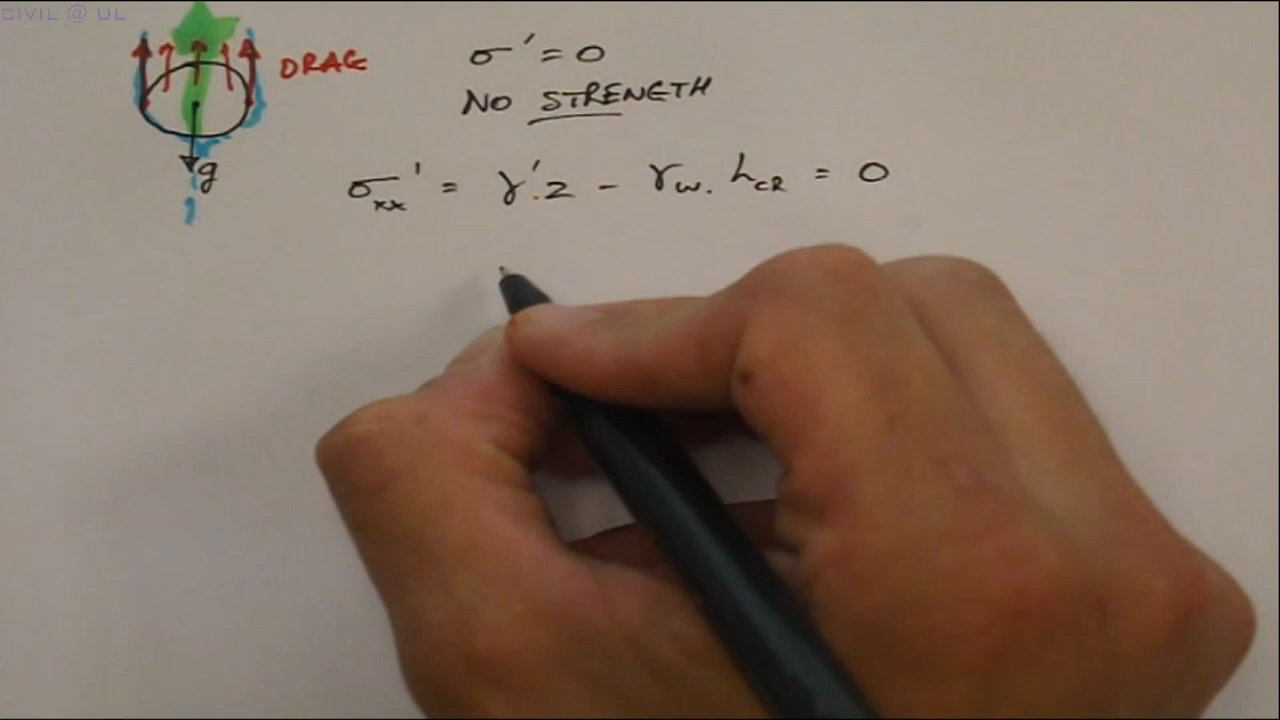 CIVIL @ UL
DRAG
σ' = 0
NO STRENGTH
g
σxx' = γ'.z - γw. hCR = 0